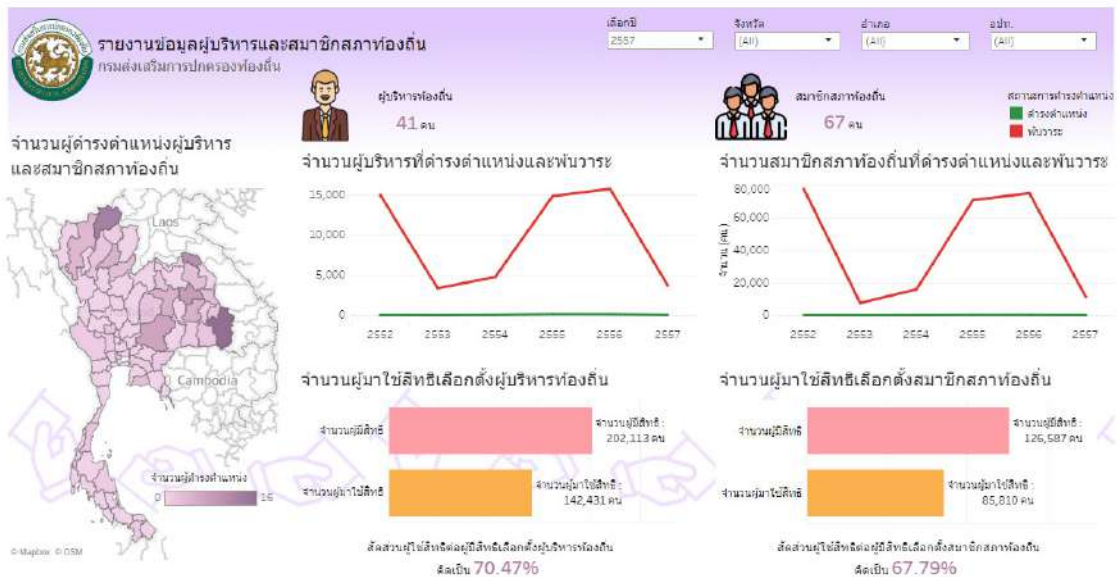 รายงานข้อมูลผู้บริหารและสมาชิกสภาท้องถิ่น
กรมส่งเสริมการปกครองท้องถิ่น
เลือกปี
2557
จังหวัด
(All)
อำเภอ
(All)
อปท.
(All)
ผู้บริหารท้องถิ่น
41 คน
สมาชิกสภาท้องถิ่น
67 คน
สถานะการดำรงตำแหน่ง
ดำรงตำแหน่ง
พ้นวาระ
จำนวนผู้ดำรงตำแหน่งผู้บริหาร
และสมาชิกสภาท้องถิ่น
Laos
Cambodia
จำนวนผู้ดำรงตำแหน่ง
0
16
© Mapbox © OSM
จำนวนผู้บริหารที่ดำรงตำแหน่งและพ้นวาระ
15,000
10,000
5,000
0
2552
2553
2554
2555
2556
2557
จำนวนสมาชิกสภาท้องถิ่นที่ดำรงตำแหน่งและพ้นวาระ
จำนวน (คน)
80,000
60,000
40,000
20,000
0
2552
2553
2554
2555
2556
2557
จำนวนผู้มาใช้สิทธิเลือกตั้งผู้บริหารท้องถิ่น
จำนวนผู้มีสิทธิ
จำนวนผู้มีสิทธิ :
202,113 คน
จำนวนผู้มาใช้สิทธิ
จำนวนผู้มาใช้สิทธิ :
142,431 คน
สัดส่วนผู้ใช้สิทธิต่อผู้มีสิทธิเลือกตั้งผู้บริหารท้องถิ่น
คิดเป็น 70.47%
จำนวนผู้มาใช้สิทธิเลือกตั้งสมาชิกสภาท้องถิ่น
จำนวนผู้มีสิทธิ
จำนวนผู้มีสิทธิ :
126,587 คน
จำนวนผู้มาใช้สิทธิ
จำนวนผู้มาใช้สิทธิ :
85,810 คน
สัดส่วนผู้ใช้สิทธิต่อผู้มีสิทธิเลือกตั้งสมาชิกสภาท้องถิ่น
คิดเป็น 67.79%